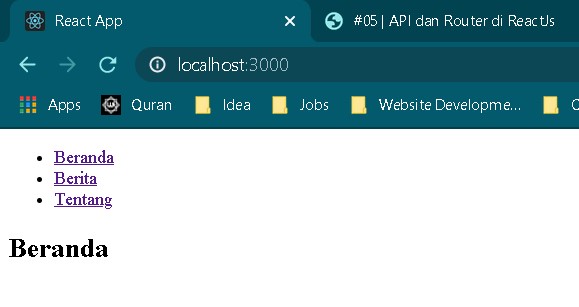 React App
#05 | API dan Router di ReactJs
localhost:3000
Apps Quran Idea Jobs Website Developme...
Beranda
Berita
Tentang
Beranda